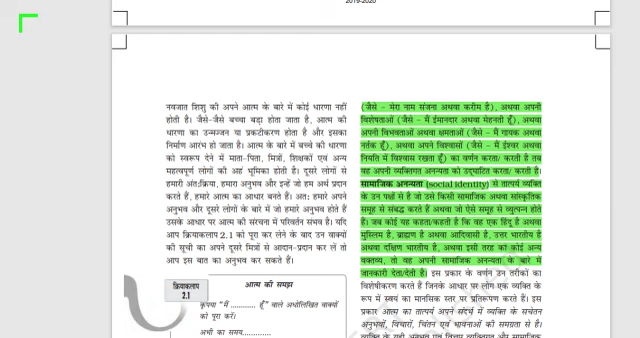 2019-2020
नवजात शिशु की अपने आत्म के बारे में कोई धारणा नहीं
होती है। जैसे-जैसे बच्चा बड़ा होता जाता है, आत्म की
धारणा का उन्मज्जन या प्रकटीकरण होता है और इसका
निर्माण आरंभ हो जाता है। आत्म के बारे में बच्चे की धारणा
को स्वरूप देने में माता-पिता, मित्रों, शिक्षकों एवं अन्य
महत्वपूर्ण लोगों की अहं भूमिका होती है। दूसरे लोगों से
हमारी अंत:क्रिया, हमारा अनुभव और इन्हें जो हम अर्थ प्रदान
करते हैं, हमारे आत्म का आधार बनते हैं। अत: हमारे अपने
अनुभव और दूसरे लोगों के बारे में जो हमारे अनुभव होते हैं
उसके आधार पर आत्म की संरचना में परिवर्तन संभव है। यदि
आप क्रियाकलाप 2.1 को पूरा कर लेने के बाद उन वाक्यों
की सूची का अपने दूसरे मित्रों से आदान-प्रदान कर लें तो
आप इस बात का अनुभव कर सकते हैं।
क्रियाकलाप
2.1
आत्म की समझ
कृपया “मैं ........... हूँ” वाले अधोलिखित वाक्यों
को पूरा करें।
अभी का समय.............
(जैसे – मेरा नाम संजना अथवा करीम है), अथवा अपनी
विशेषताओं (जैसे – मैं ईमानदार अथवा मेहनती हूँ), अथवा
अपनी विभवताओं अथवा क्षमताओं (जैसे – मैं गायक अथवा
नर्तक हूँ), अथवा अपने विश्वासों (जैसे – मैं ईश्वर अथवा
नियति में विश्वास रखता हूँ) का वर्णन करता/ करती है तब
वह अपनी व्यक्तिगत अनन्यता को उद्घाटित करता/ करती है।
सामाजिक अनन्यता (social identity) से तात्पर्य व्यक्ति
के उन पक्षों से है जो उसे किसी सामाजिक अथवा सांस्कृतिक
समूह से संबद्ध करते हैं अथवा जो ऐसे समूह से व्युत्पन्न होते
हैं। जब कोई यह कहता/कहती है कि वह एक हिंदू है अथवा
मुस्लिम है, ब्राह्मण है अथवा आदिवासी है, उत्तर भारतीय है
अथवा दक्षिण भारतीय है, अथवा इसी तरह का कोई अन्य
वक्तव्य, तो वह अपनी सामाजिक अनन्यता के बारे में
जानकारी देता/देती है। इस प्रकार के वर्णन उन तरीकों का
विशेषीकरण करते हैं जिनके आधार पर लोग एक व्यक्ति के
रूप में स्वयं का मानसिक स्तर पर प्रतिरूपण करते हैं। इस
प्रकार आत्म का तात्पर्य अपने संदर्भ में व्यक्ति के सचेतन
अनुभवों, विचारों, चिंतन एवं भावनाओं की समग्रता से है।